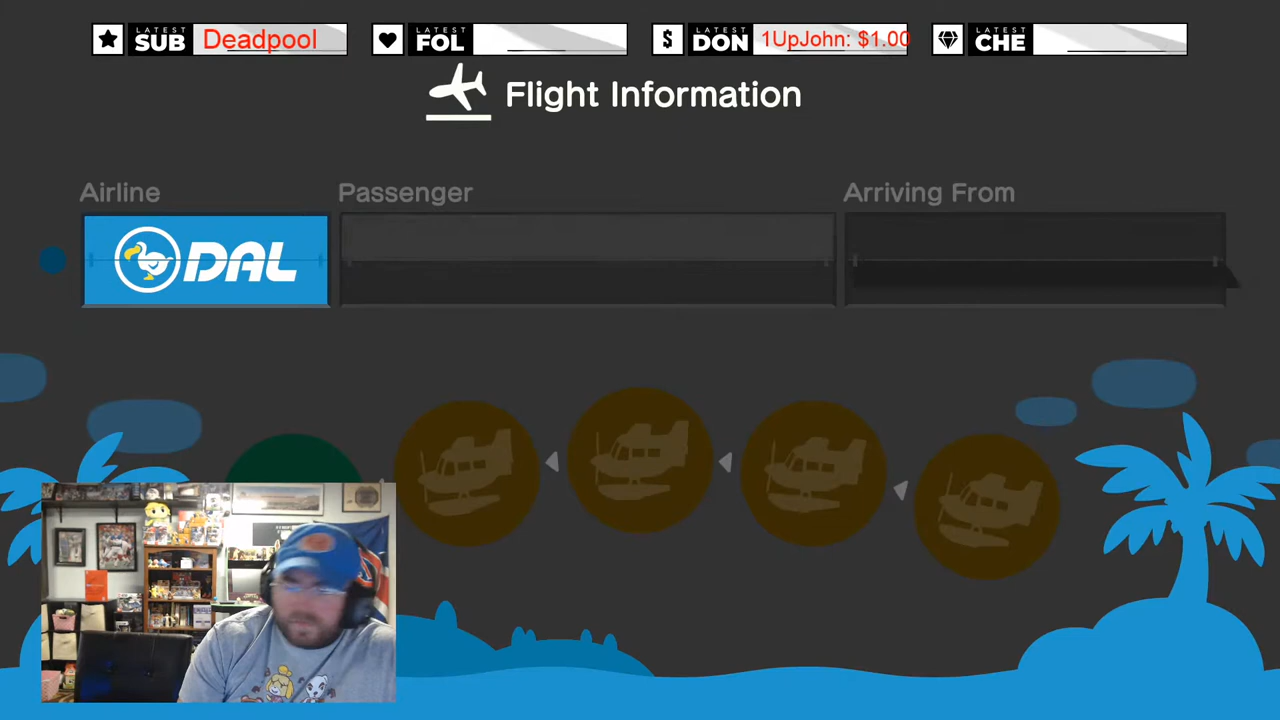 LATEST SUB Deadpool
LATEST FOL
LATEST DON 1UpJohn: $1.00
LATEST CHE
Flight Information
Airline Passenger Arriving From
DAL